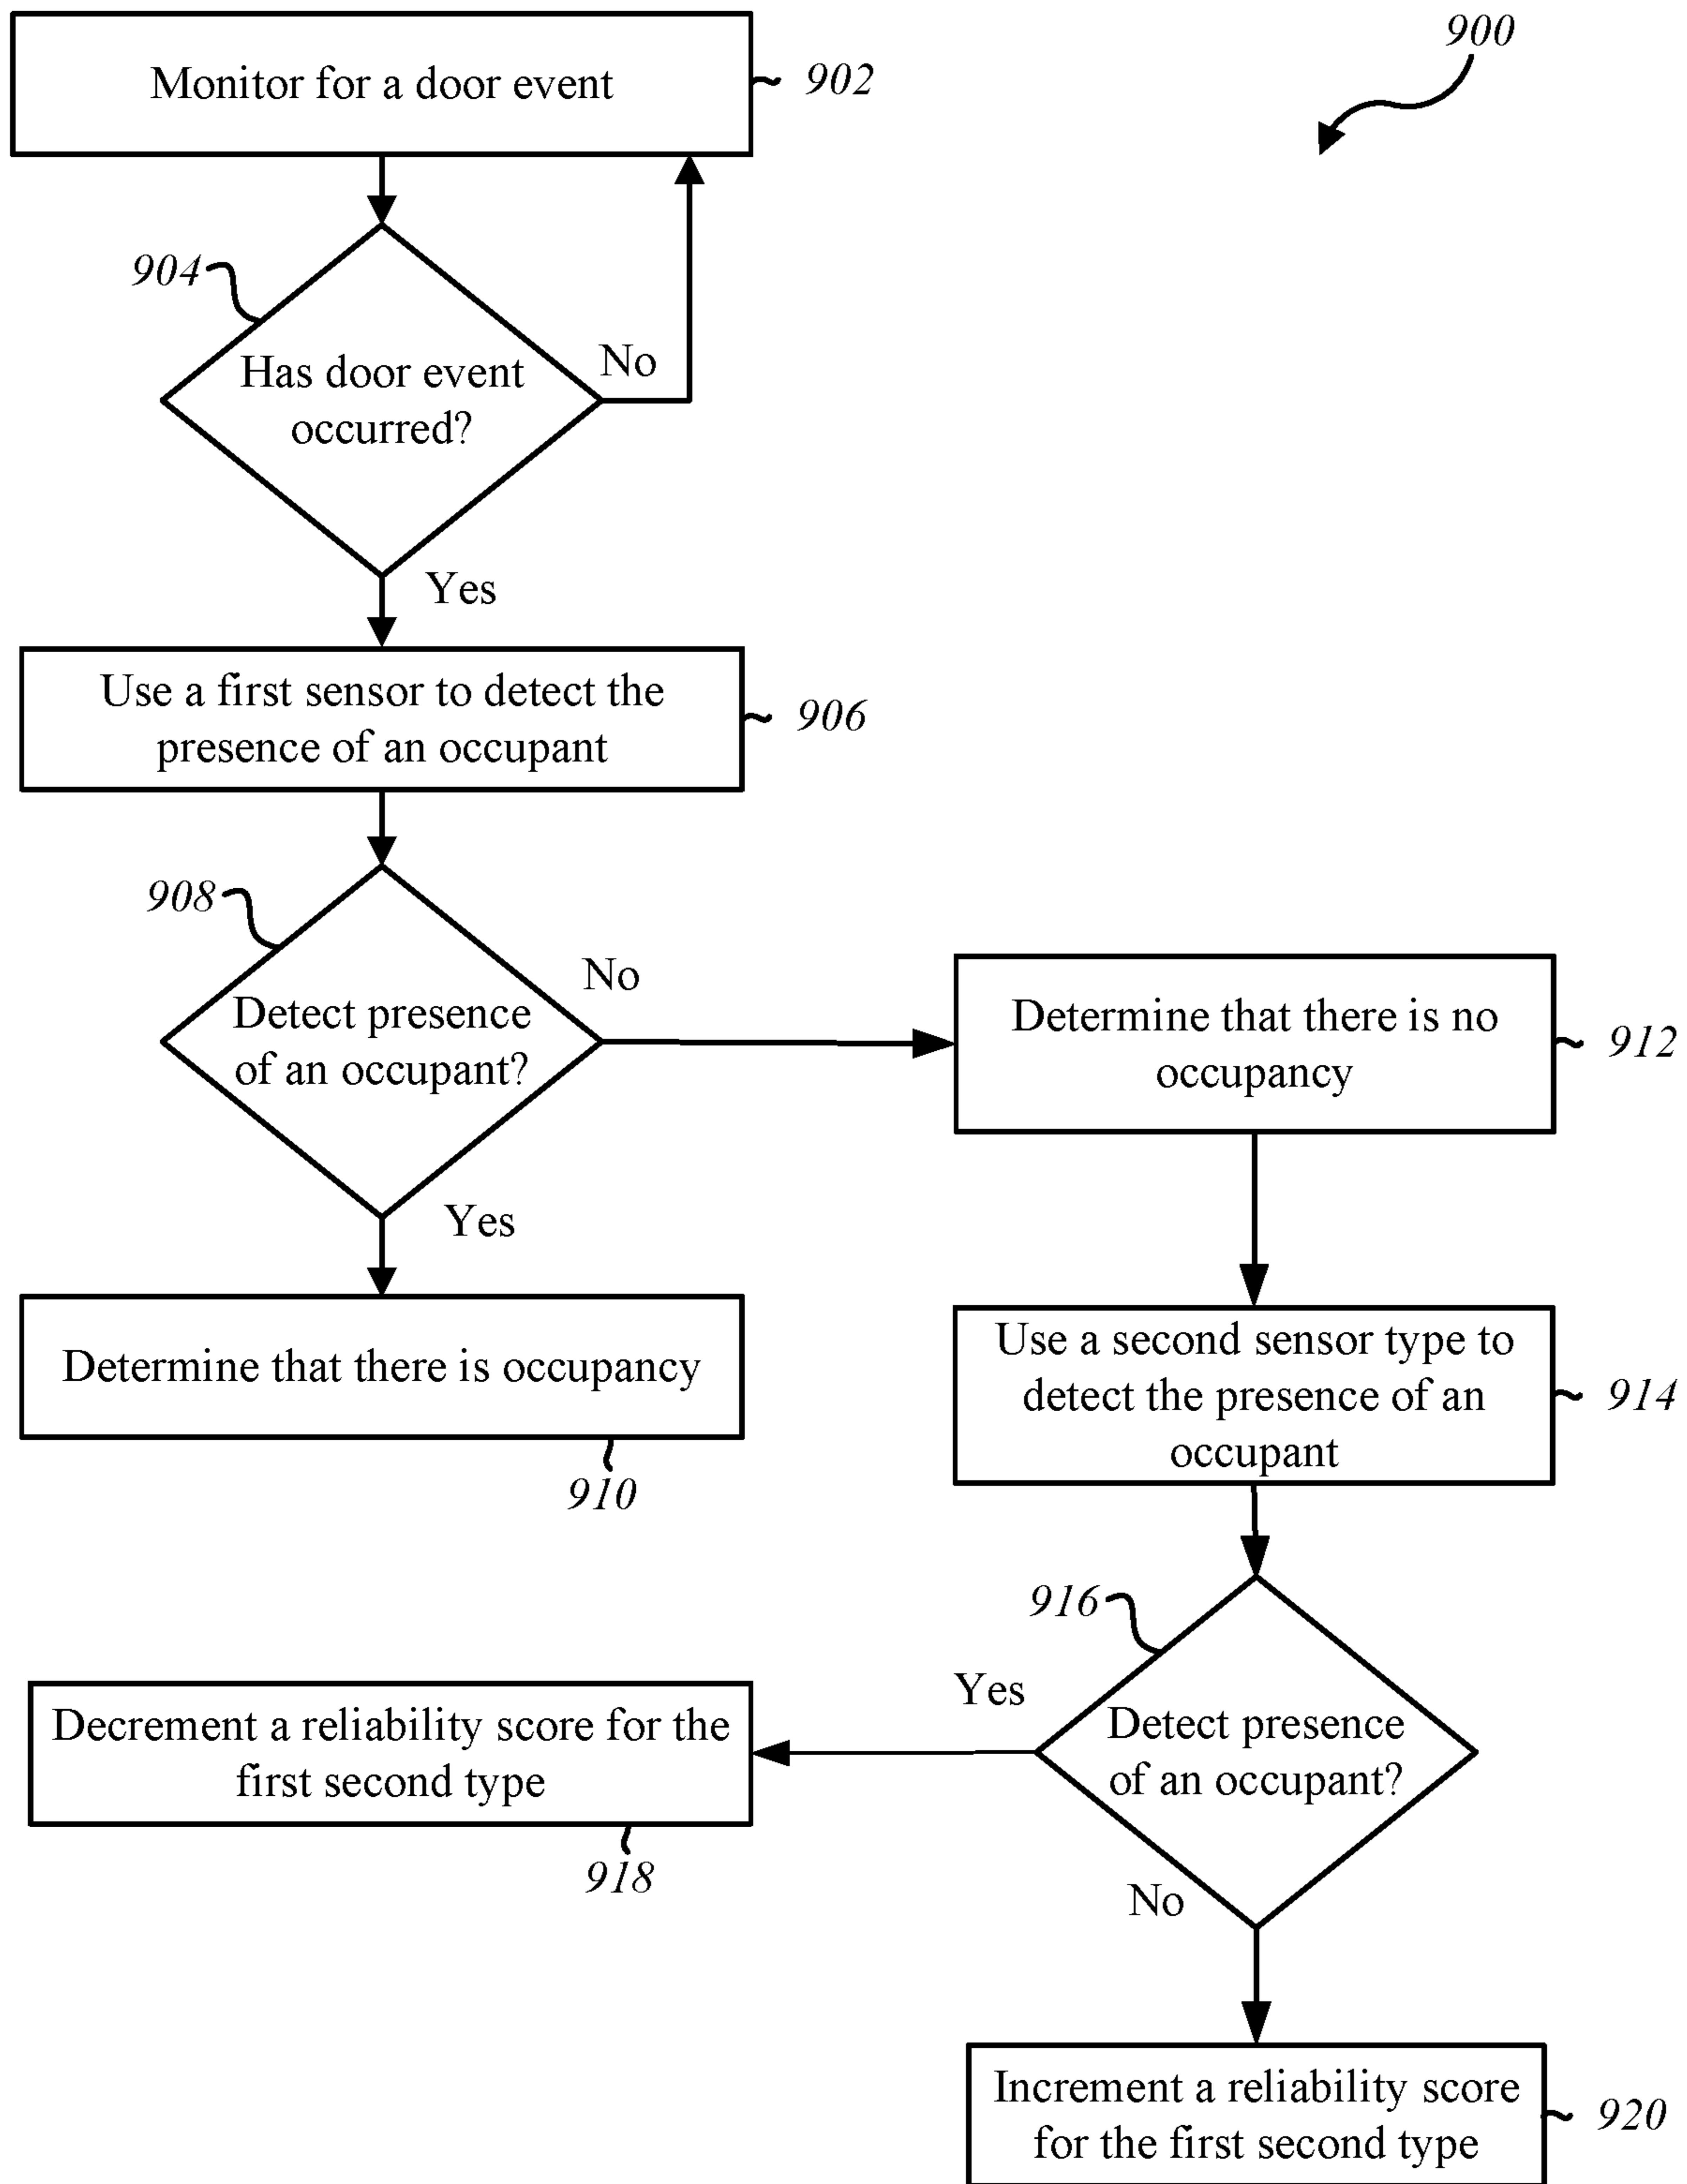 900
Monitor for a door event
902
904
Has door event
occurred?
No
Yes
Use a first sensor to detect the
presence of an occupant
906
908
Detect presence
of an occupant?
No
Yes
Determine that there is no
occupancy
912
Determine that there is occupancy
910
Use a second sensor type to
detect the presence of an
occupant
914
916
Detect presence
of an occupant?
Yes
No
Decrement a reliability score for the
first second type
918
Increment a reliability score
for the first second type
920